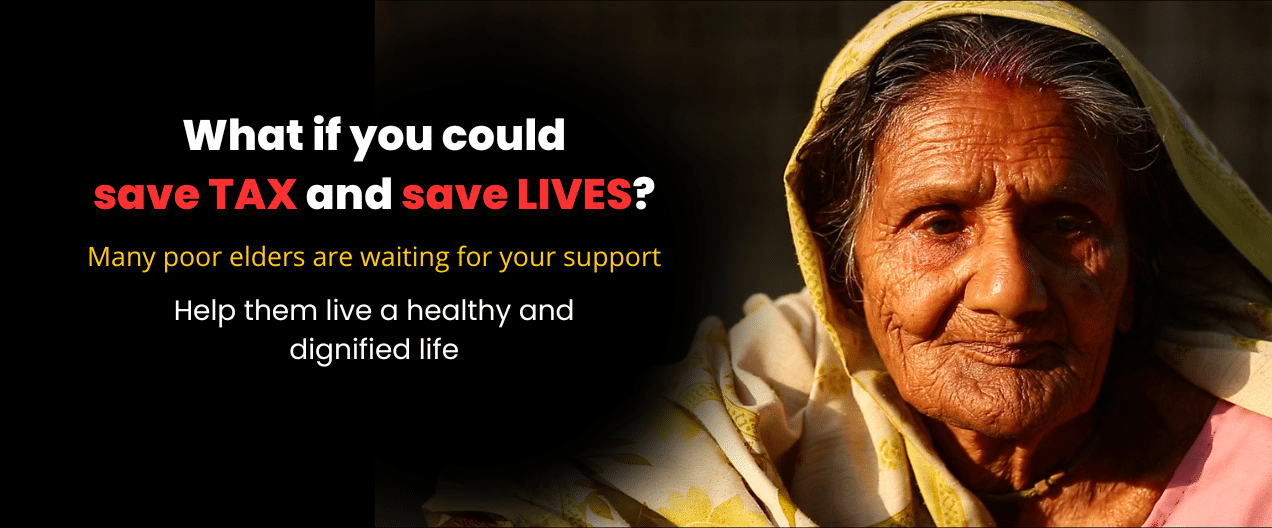 What if you could
save TAX and save LIVES?
Many poor elders are waiting for your support
Help them live a healthy and
dignified life